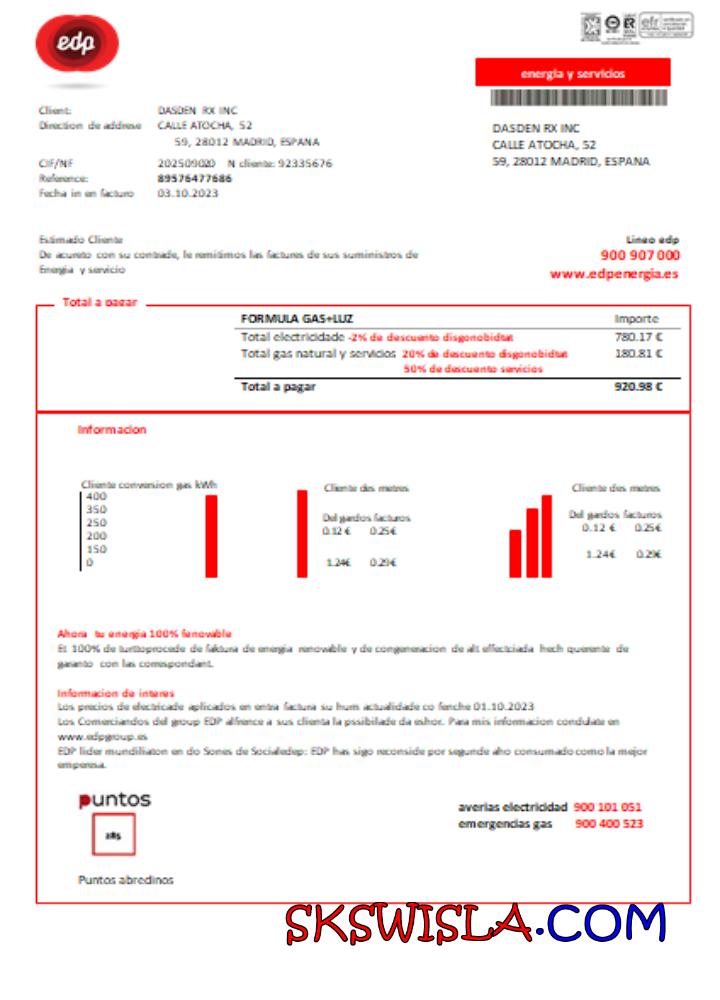 edp
efr
energia y servicios
Client: DASDEN RX INC
Direction de addrese CALLE ATOCHA, 52
59, 28012 MADRID, ESPANA
CIF/NF 202509020 N cliente: 92335676
Reference: 89576477686
Fecha in en facturo 03.10.2023
DASDEN RX INC
CALLE ATOCHA, 52
59, 28012 MADRID, ESPANA
Estimado Cliente
De acureto con su contrade, le remitimos las factures de sus suministros de
Energia y servicio
Lineo edp
900 907 000
www.edpenergia.es
Total a pagar
FORMULA GAS+LUZ Importe
Total electricidade -2% de descuento disgonobidtat 780.17 €
Total gas natural y servicios 20% de descuento disgonobidtat 180.81 €
50% de descuento servicios
Total a pagar 920.98 €
Informacion
Cliente conversion gas kWh
400
350
250
200
150
0
Cliente des metres
Del gardos facturos
0.12 € 0.25€
1.24€ 0.29€
Cliente des metres
Del gardos facturos
0.12 € 0.25€
1.24€ 0.29€
Ahora tu energia 100% fenovable
Et 100% de turttoprocede de faktura de energia renovable y de congeneracion de alt effectciada hech querente de
garanto con las correspondant.
Informacion de interes
Los precios de electricade aplicados en entra factura su hum actualidade co fenche 01.10.2023
Los Comerciandos del group EDP alfrence a sus clienta la pssibilade da eshor. Para mis informacion condulate en
www.edpgroup.es
EDP lider mundilliaton en do Sones de Socialedep: EDP has sigo reconside por segunde aho consumado como la mejor
emperesa.
puntos
285
Puntos abredinos
averias electricidad 900 101 051
emergencias gas 900 400 523
SKSWISLA.COM